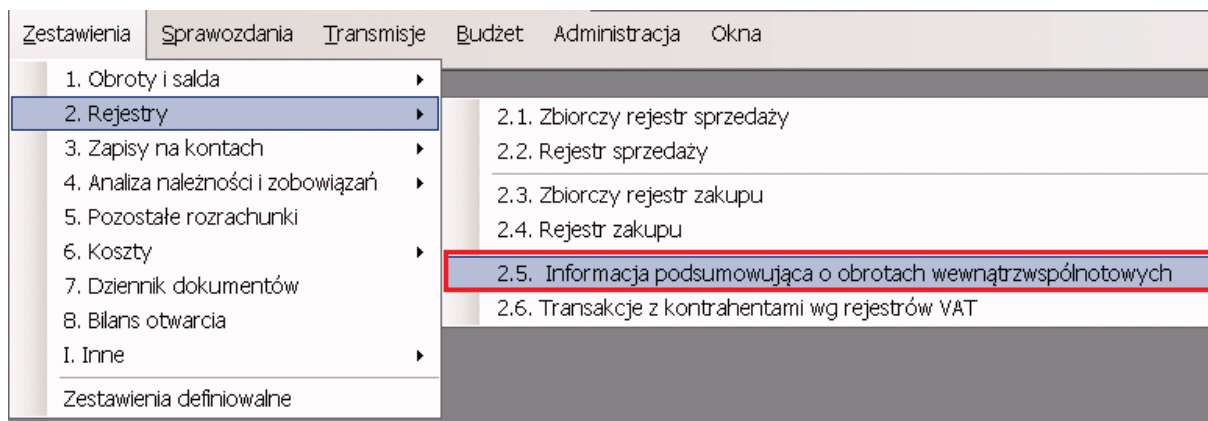 Zestawienia Sprawozdania Transmisje Budżet Administracja Okna
1. Obroty i salda
2. Rejestry
3. Zapisy na kontach
4. Analiza należności i zobowiązań
5. Pozostałe rozrachunki
6. Koszty
7. Dziennik dokumentów
8. Bilans otwarcia
I. Inne
Zestawienia definiowalne
2.1. Zbiorczy rejestr sprzedaży
2.2. Rejestr sprzedaży
2.3. Zbiorczy rejestr zakupu
2.4. Rejestr zakupu
2.5. Informacja podsumowująca o obrotach wewnątrzwspólnotowych
2.6. Transakcje z kontrahentami wg rejestrów VAT